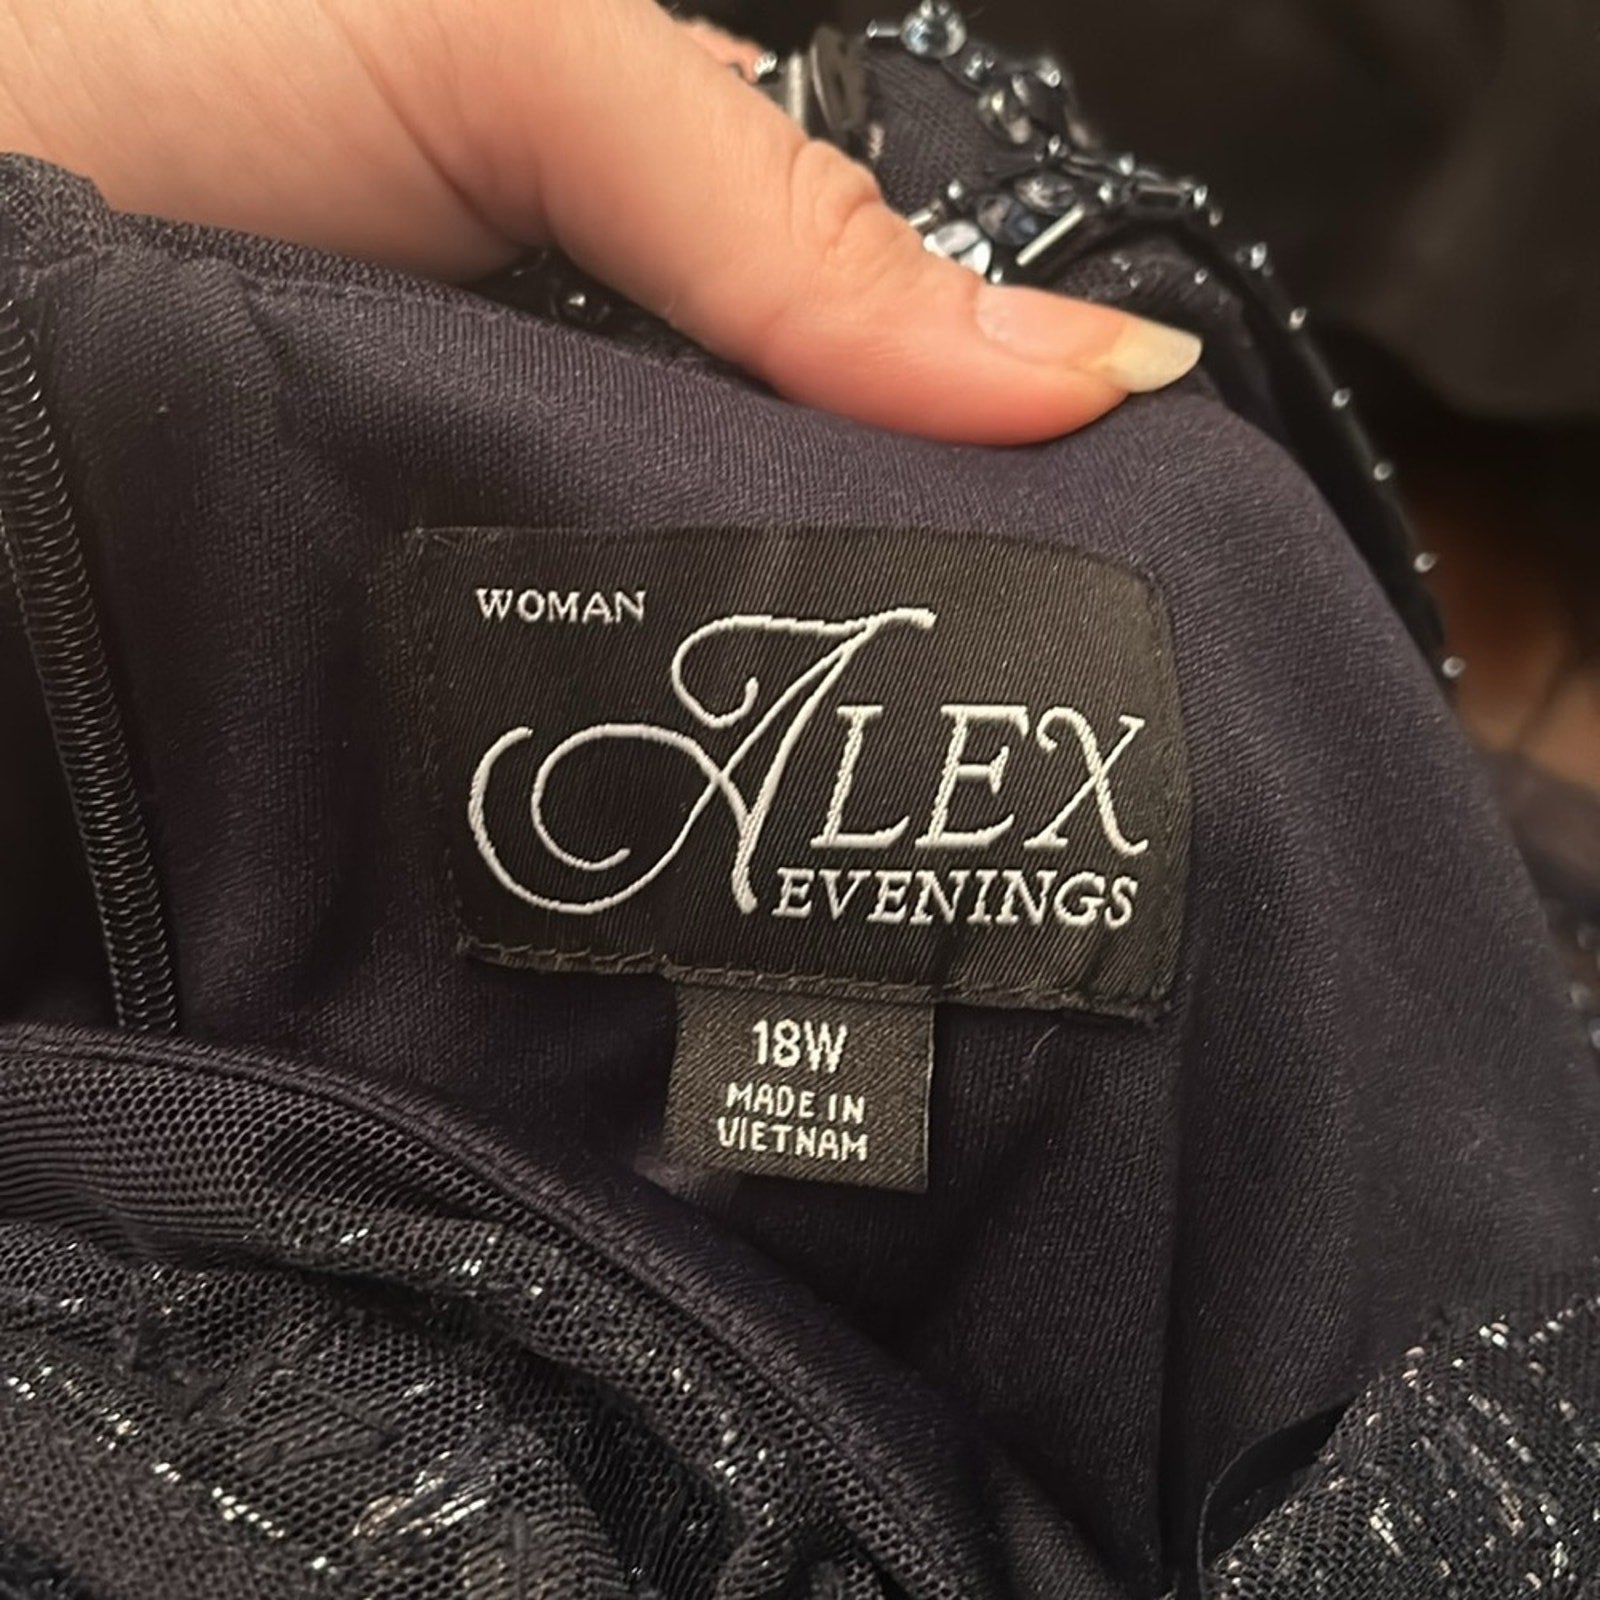 WOMAN
ALEX
EVENINGS
18W
MADE IN
VIETNAM